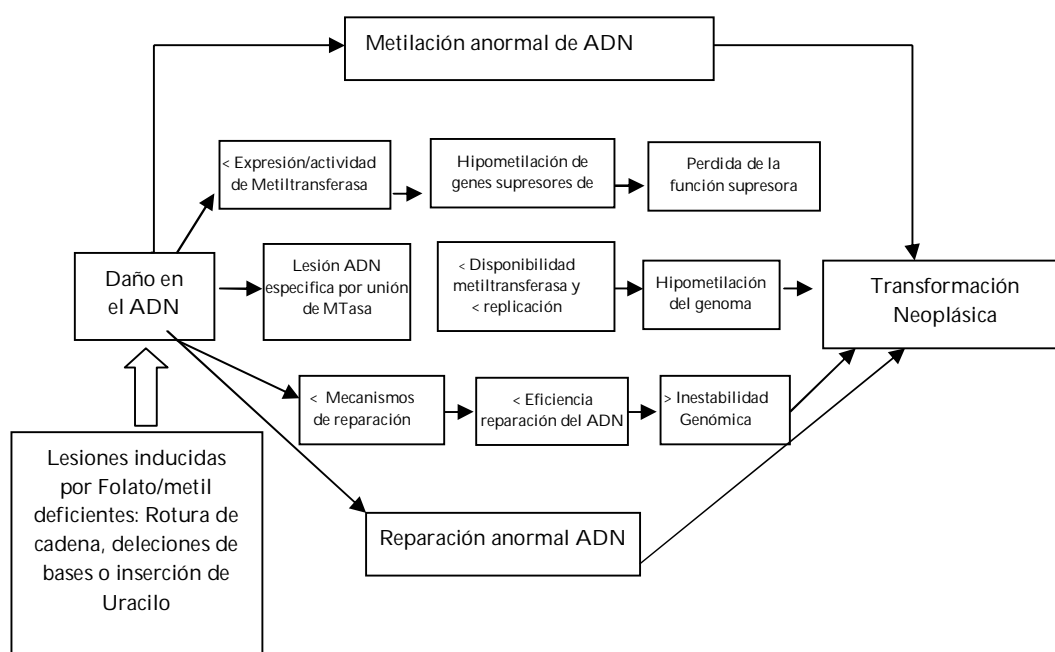 Metilación anormal de ADN
< Expresión/actividad
de Metiltransferasa
Hipometilación de
genes supresores de
Perdida de la
función supresora
Daño en
el ADN
Lesión ADN
especifica por unión
de MTasa
< Disponibilidad
metiltransferasa y
< replicación
Hipometilación
del genoma
Transformación
Neoplásica
< Mecanismos
de reparación
< Eficiencia
reparación del ADN
> Inestabilidad
Genómica
Lesiones inducidas
por Folato/metil
deficientes: Rotura de
cadena, deleciones de
bases o inserción de
Uracilo
Reparación anormal ADN